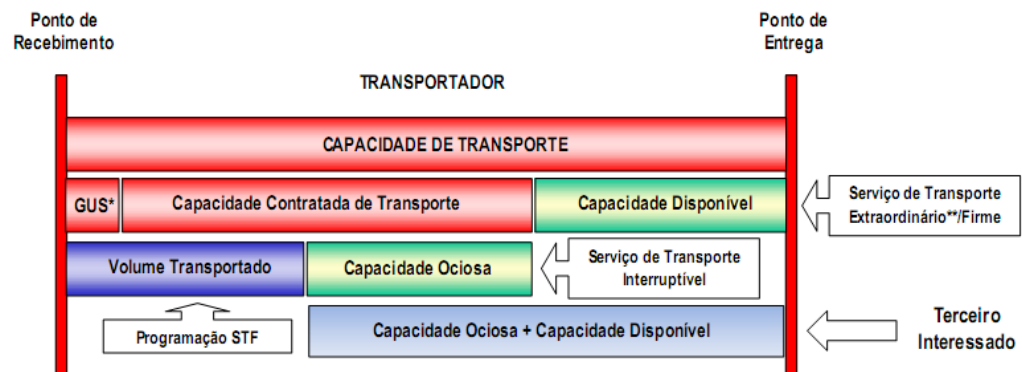 Ponto de
Recebimento
Ponto de
Entrega
TRANSPORTADOR
CAPACIDADE DE TRANSPORTE
GUS*
Capacidade Contratada de Transporte
Capacidade Disponível
Serviço de Transporte
Extraordinário**/Firme
Volume Transportado
Capacidade Ociosa
Serviço de Transporte
Interruptível
Programação STF
Capacidade Ociosa + Capacidade Disponível
Terceiro
Interessado